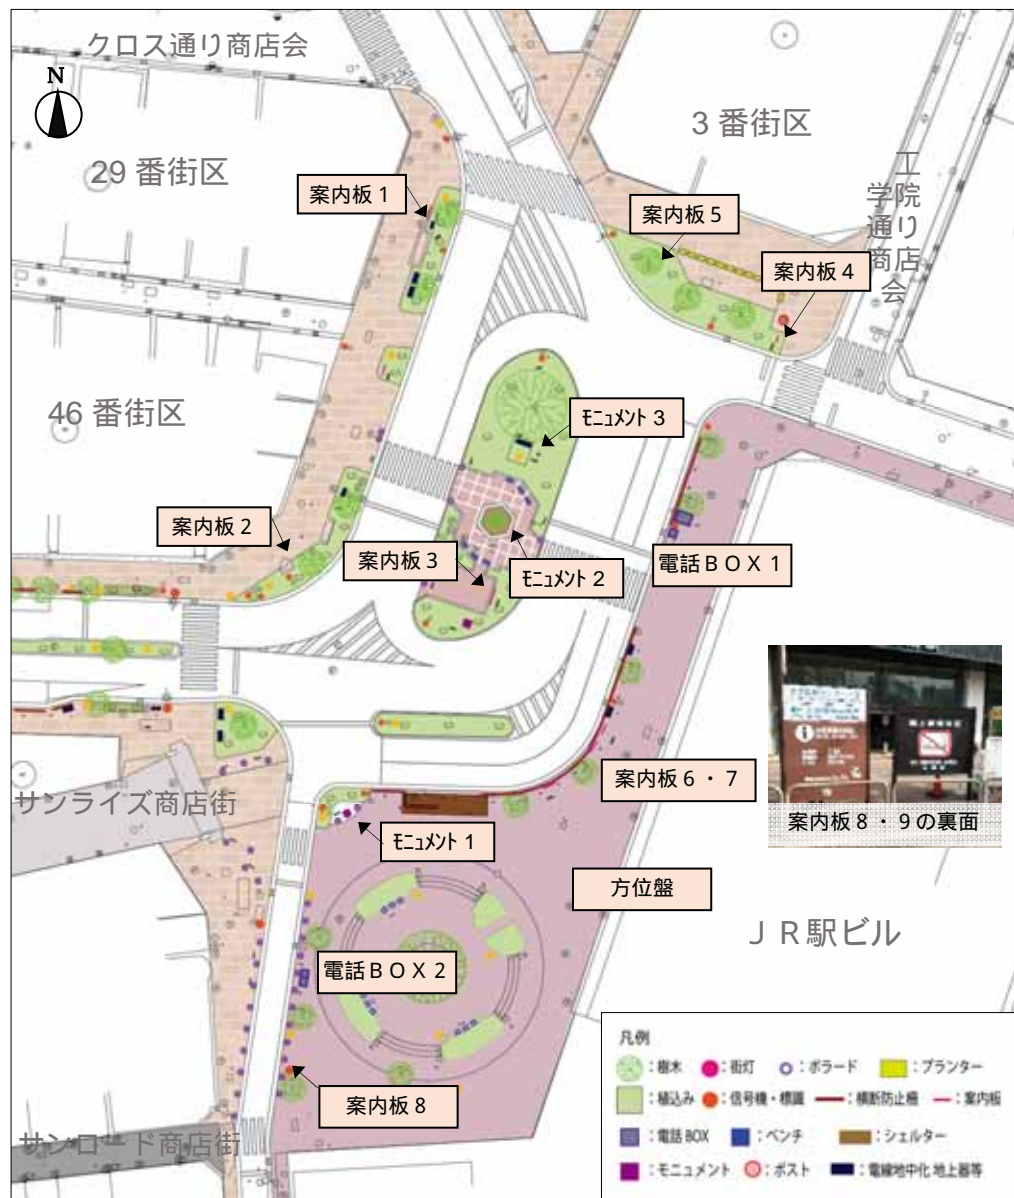 クロス通り商店会
N
3 番街区
29 番街区
工学院通り商店会
案内板 1
案内板 5
案内板 4
46 番街区
モニュメント 3
案内板 2
案内板 3
モニュメント 2
電話ＢＯＸ 1
案内板 6 ・ 7
サンライズ商店街
モニュメント 1
案内板 8 ・ 9の裏面
方位盤
ＪＲ駅ビル
電話ＢＯＸ 2
案内板 8
サンロード商店街
凡例
：樹木 ：街灯 ：ボラード ：プランター
：植込み ：信号機・標識 ：横断防止柵 ：案内板
：電話 BOX ：ベンチ ：シェルター
：モニュメント ：ポスト ：電線地中化 地上器等